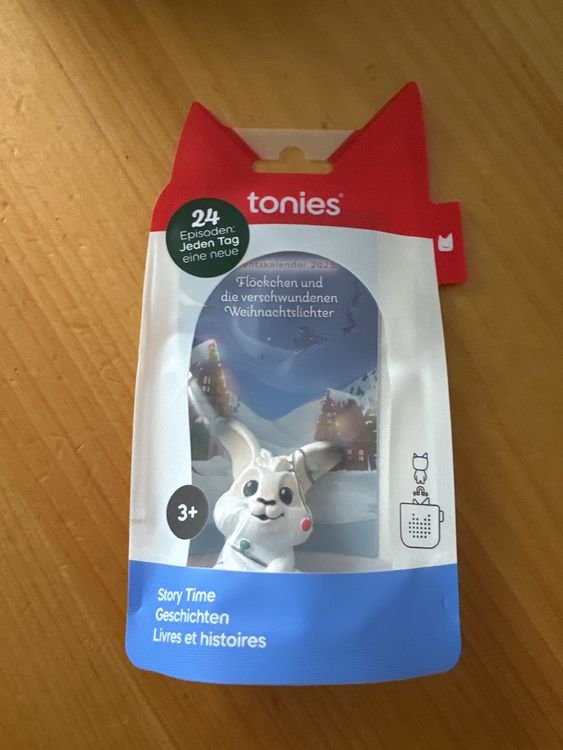 tonies®
24
Episoden:
Jeden Tag
eine neue
Flöckchen und
die verschwundenen
Weihnachtslichter
3+
Story Time
Geschichten
Livres et histoires